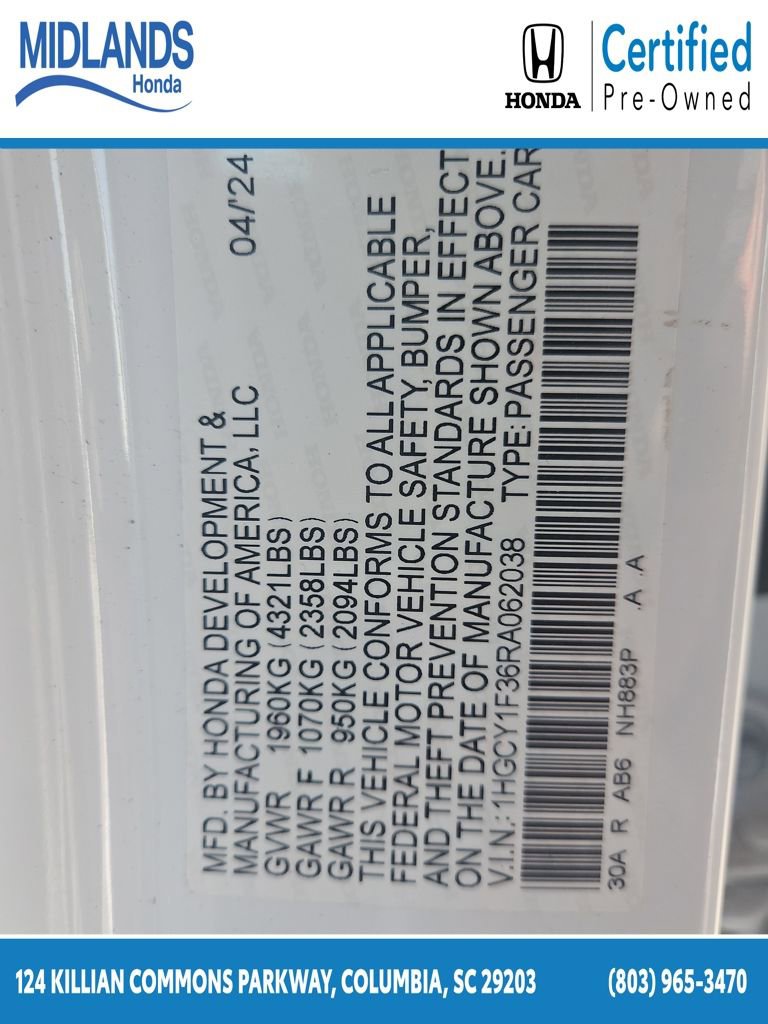 MIDLANDS
Honda
HONDA
Certified
Pre-Owned
MFD. BY HONDA DEVELOPMENT & 04/'24
MANUFACTURING OF AMERICA, LLC
GVWR 1960KG (4321LBS)
GAWR F 1070KG (2358LBS)
GAWR R 950KG (2094LBS)
THIS VEHICLE CONFORMS TO ALL APPLICABLE
FEDERAL MOTOR VEHICLE SAFETY, BUMPER,
AND THEFT PREVENTION STANDARDS IN EFFECT
ON THE DATE OF MANUFACTURE SHOWN ABOVE.
V.I.N.: 1HGCY1F36RA062038 TYPE: PASSENGER CAR
30A R AB6 NH883P .A .A
124 KILLIAN COMMONS PARKWAY, COLUMBIA, SC 29203 (803) 965-3470